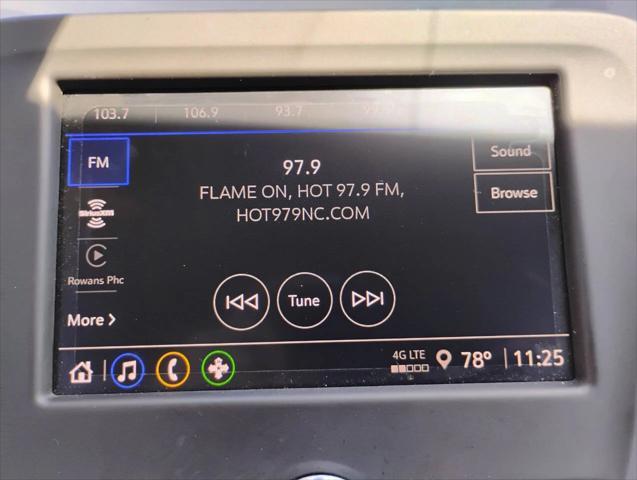 103.7 106.9 93.7
FM
97.9
FLAME ON, HOT 97.9 FM,
HOT979NC.COM
Sound
Browse
SiriusXM
Rowans Phc
More >
Tune
4G LTE
78° 11:25